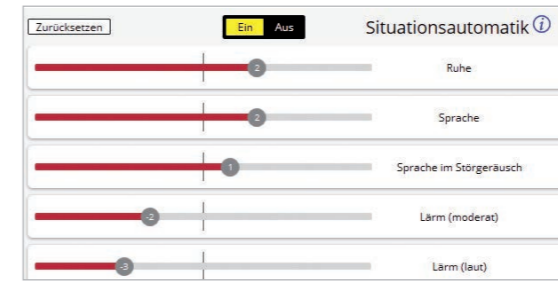 Zurücksetzen Ein Aus Situationsautomatik i
2 Ruhe
2 Sprache
1 Sprache im Störgeräusch
-2 Lärm (moderat)
-3 Lärm (laut)